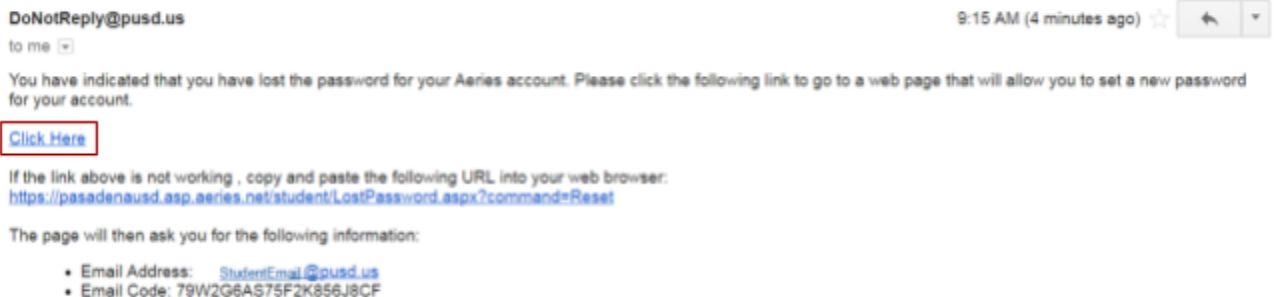 DoNotReply@pusd.us
9:15 AM (4 minutes ago)
to me
You have indicated that you have lost the password for your Aeries account. Please click the following link to go to a web page that will allow you to set a new password
for your account.
Click Here
If the link above is not working , copy and paste the following URL into your web browser:
https://pasadenausd.asp.aeries.net/student/LostPassword.aspx?command=Reset
The page will then ask you for the following information:
• Email Address: StudentEmail@pusd.us
• Email Code: 79W2G6AS75F2K856J8CF